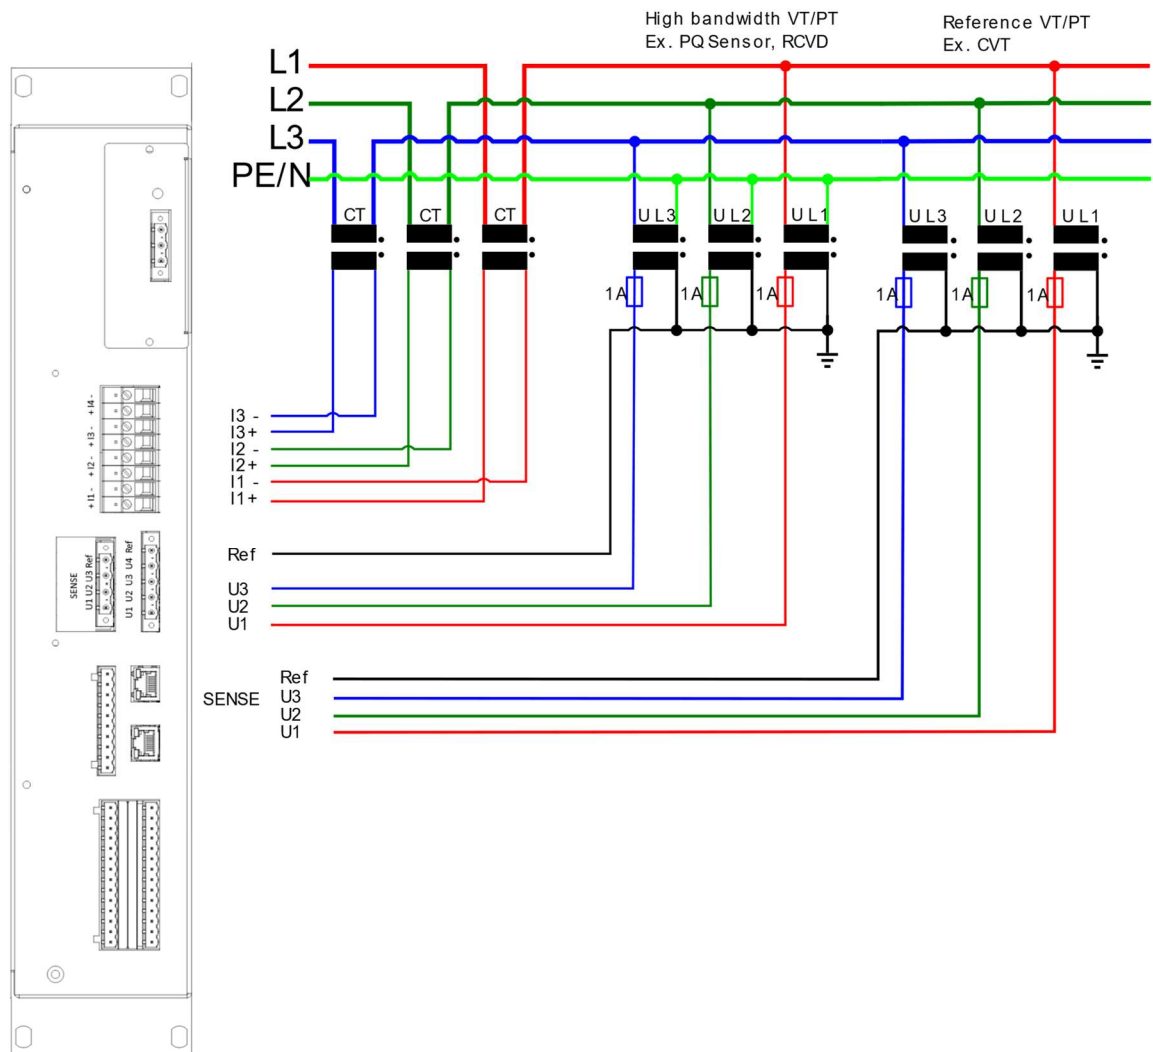 High bandwidth VT/PT
Ex. PQ Sensor, RCVD
Reference VT/PT
Ex. CVT
L1
L2
L3
PE/N
CT
CT
CT
U L3
U L2
U L1
U L3
U L2
U L1
1A
1A
1A
1A
1A
1A
I3 -
I3+
I2 -
I2+
I1 -
I1+
Ref
U3
U2
U1
SENSE
Ref
U3
U2
U1
+ I1 - + I2 - + I3 - + I4 -
SENSE
U1 U2 U3 Ref
U1 U2 U3 U4 Ref